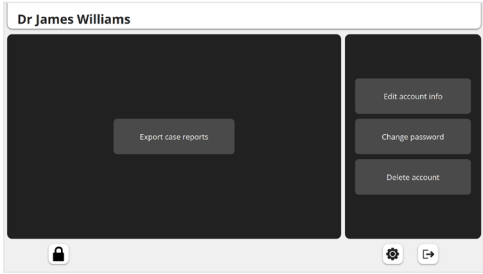 Dr James Williams
Export case reports
Edit account info
Change password
Delete account